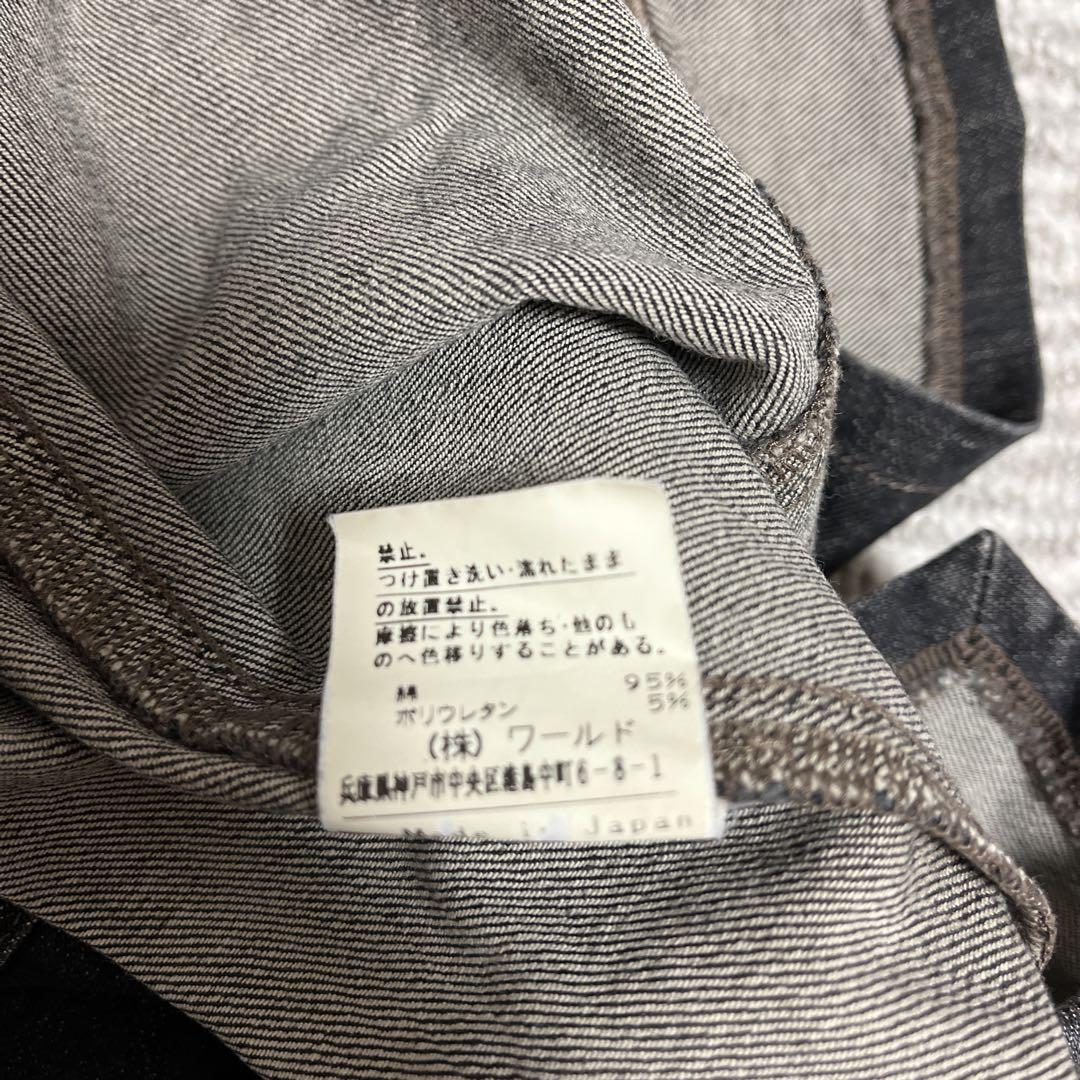 禁止。
つけ置き洗い・濡れたまま
の放置禁止。
摩擦により色落ち・他のし
のへ色移りすることがある。
綿 95%
ポリウレタン 5%
(株) ワールド
兵庫県神戸市中央区港島中町6-8-1
Made in Japan